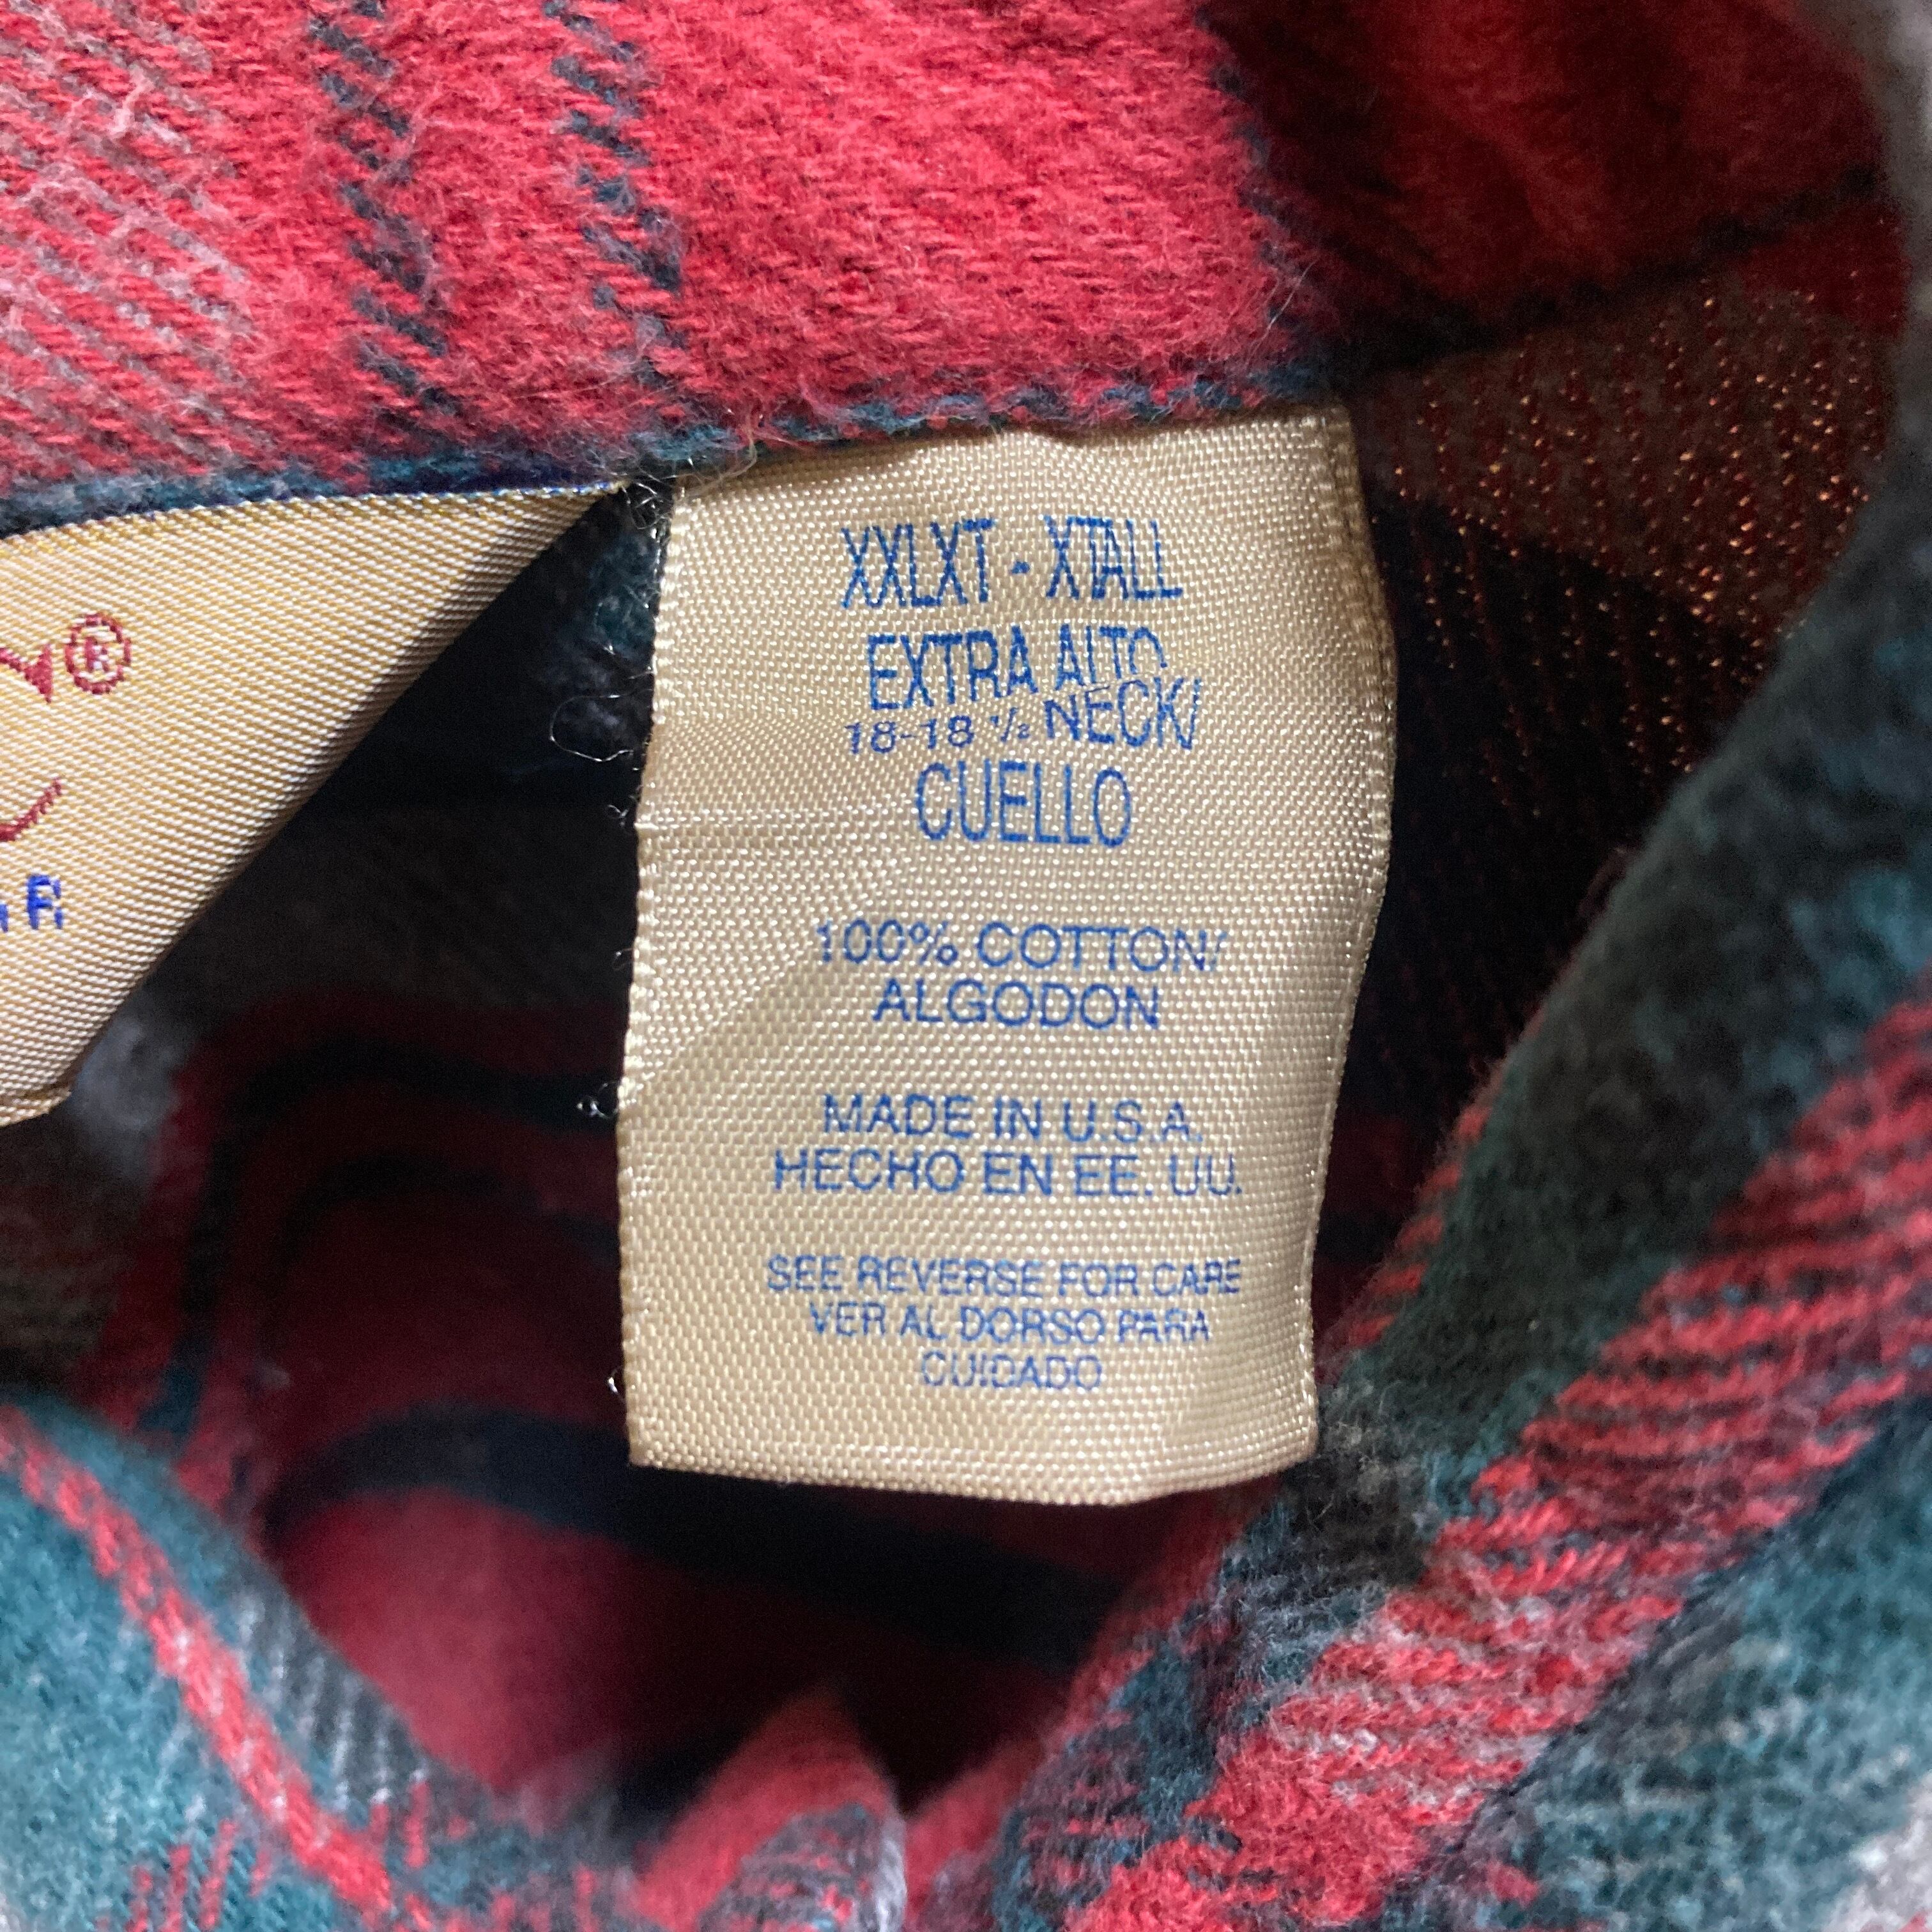 XXLXT - XTALL
EXTRA ALTO
18-18 ½ NECK/
CUELLO
100% COTTON/
ALGODON
MADE IN U.S.A.
HECHO EN EE. UU.
SEE REVERSE FOR CARE
VER AL DORSO PARA
CUIDADO
®